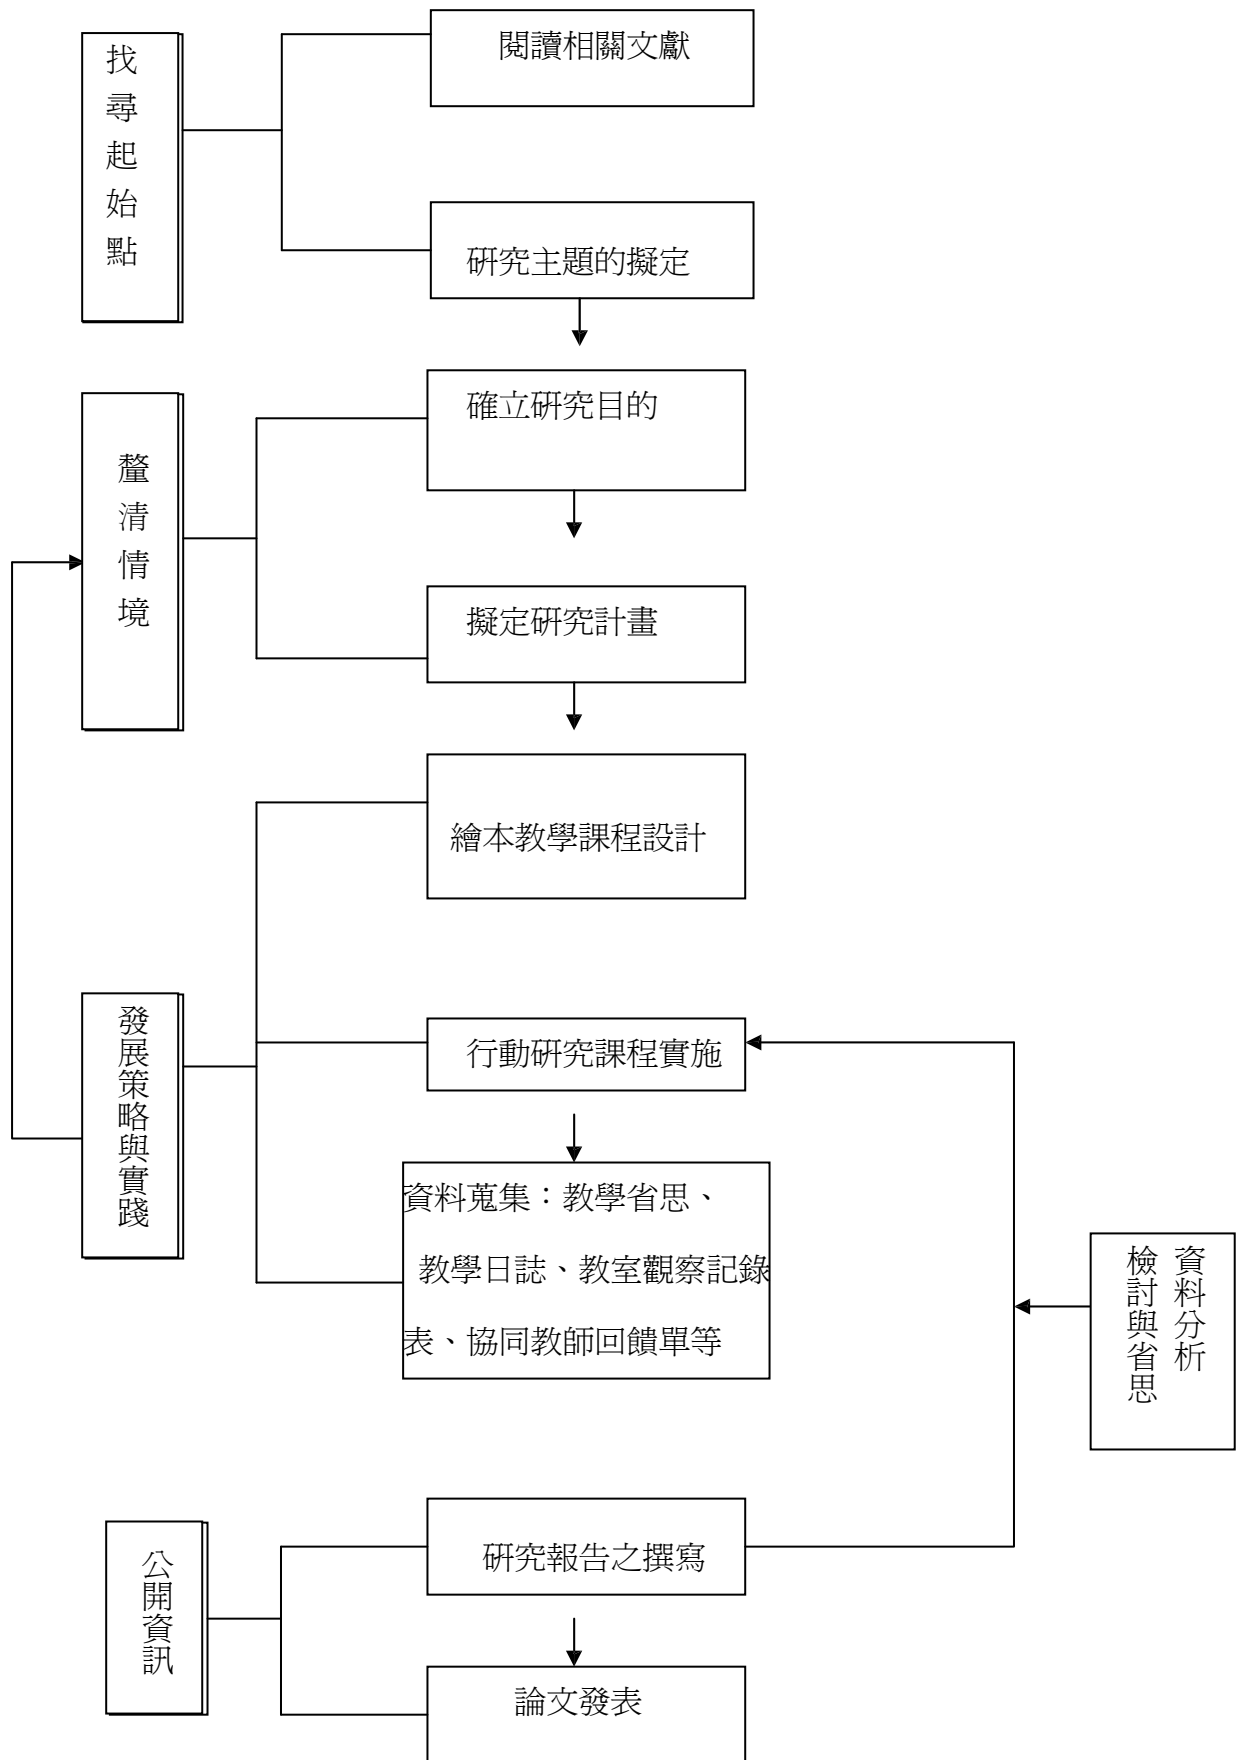 找尋起始點
閱讀相關文獻
研究主題的擬定
釐清情境
確立研究目的
擬定研究計畫
發展策略與實踐
繪本教學課程設計
行動研究課程實施
資料蒐集：教學省思、
教學日誌、教室觀察記錄
表、協同教師回饋單等
資料分析
檢討與省思
公開資訊
研究報告之撰寫
論文發表